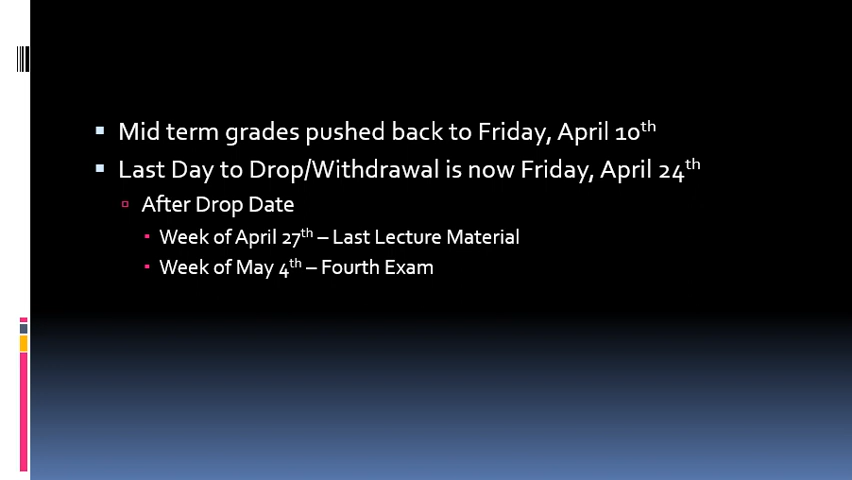 Mid term grades pushed back to Friday, April 10th
Last Day to Drop/Withdrawal is now Friday, April 24th
After Drop Date
Week of April 27th – Last Lecture Material
Week of May 4th – Fourth Exam